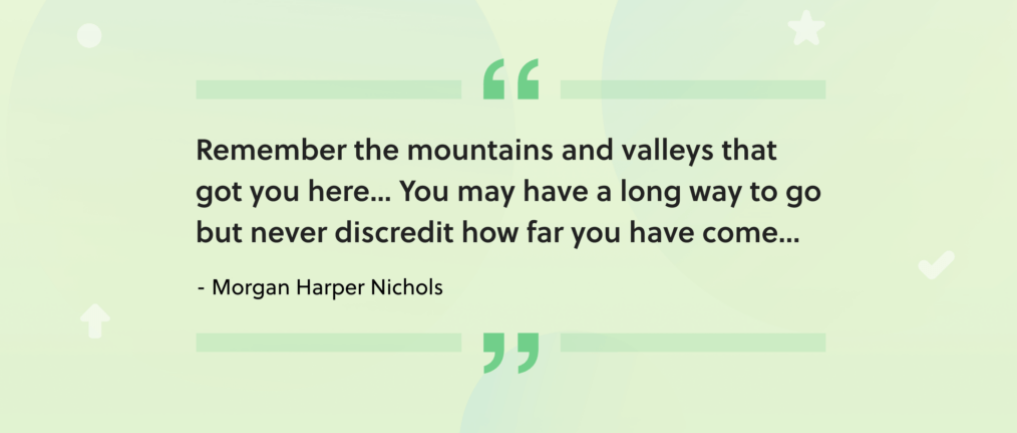 “
Remember the mountains and valleys that
got you here... You may have a long way to go
but never discredit how far you have come...
- Morgan Harper Nichols
”